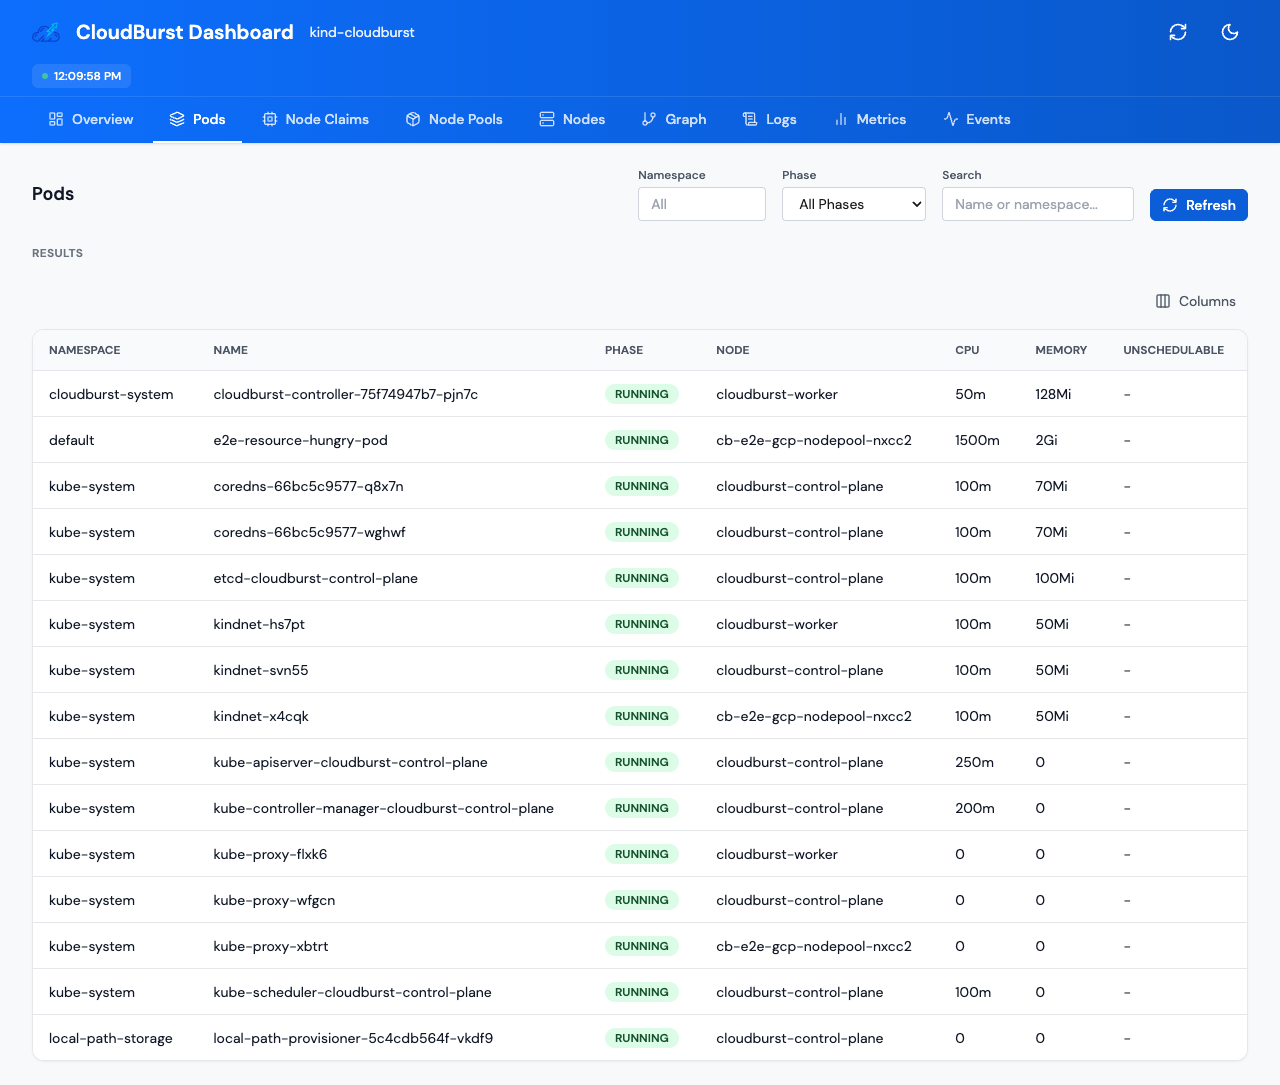 CloudBurst Dashboard kind-cloudburst
12:09:58 PM
Overview Pods Node Claims Node Pools Nodes Graph Logs Metrics Events
Pods
Namespace Phase Search
All All Phases Name or namespace... Refresh
RESULTS
Columns
NAMESPACE NAME PHASE NODE CPU MEMORY UNSCHEDULABLE
cloudburst-system cloudburst-controller-75f74947b7-pjn7c RUNNING cloudburst-worker 50m 128Mi -
default e2e-resource-hungry-pod RUNNING cb-e2e-gcp-nodepool-nxcc2 1500m 2Gi -
kube-system coredns-66bc5c9577-q8x7n RUNNING cloudburst-control-plane 100m 70Mi -
kube-system coredns-66bc5c9577-wghwf RUNNING cloudburst-control-plane 100m 70Mi -
kube-system etcd-cloudburst-control-plane RUNNING cloudburst-control-plane 100m 100Mi -
kube-system kindnet-hs7pt RUNNING cloudburst-worker 100m 50Mi -
kube-system kindnet-svn55 RUNNING cloudburst-control-plane 100m 50Mi -
kube-system kindnet-x4cqk RUNNING cb-e2e-gcp-nodepool-nxcc2 100m 50Mi -
kube-system kube-apiserver-cloudburst-control-plane RUNNING cloudburst-control-plane 250m 0 -
kube-system kube-controller-manager-cloudburst-control-plane RUNNING cloudburst-control-plane 200m 0 -
kube-system kube-proxy-flxk6 RUNNING cloudburst-worker 0 0 -
kube-system kube-proxy-wfgcn RUNNING cloudburst-control-plane 0 0 -
kube-system kube-proxy-xbtrt RUNNING cb-e2e-gcp-nodepool-nxcc2 0 0 -
kube-system kube-scheduler-cloudburst-control-plane RUNNING cloudburst-control-plane 100m 0 -
local-path-storage local-path-provisioner-5c4cdb564f-vkdf9 RUNNING cloudburst-control-plane 0 0 -